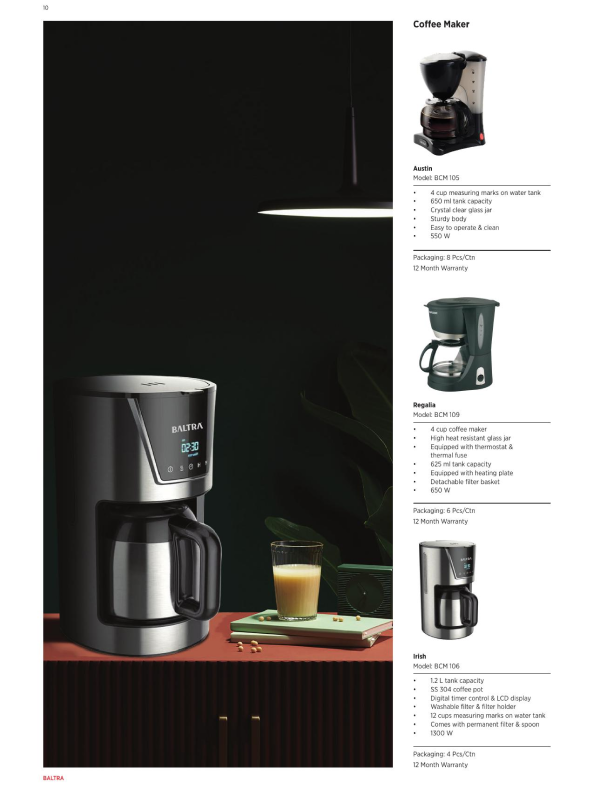 10
Coffee Maker
Austin
Model: BCM 105
• 4 cup measuring marks on water tank
• 650 ml tank capacity
• Crystal clear glass jar
• Sturdy body
• Easy to operate & clean
• 550 W
Packaging: 8 Pcs/Ctn
12 Month Warranty
Regalia
Model: BCM 109
• 4 cup coffee maker
• High heat resistant glass jar
• Equipped with thermostat &
thermal fuse
• 625 ml tank capacity
• Equipped with heating plate
• Detachable filter basket
• 650 W
Packaging: 6 Pcs/Ctn
12 Month Warranty
BALTRA
02:30
Irish
Model: BCM 106
• 1.2 L tank capacity
• SS 304 coffee pot
• Digital timer control & LCD display
• Washable filter & filter holder
• 12 cups measuring marks on water tank
• Comes with permanent filter & spoon
• 1300 W
Packaging: 4 Pcs/Ctn
12 Month Warranty
BALTRA